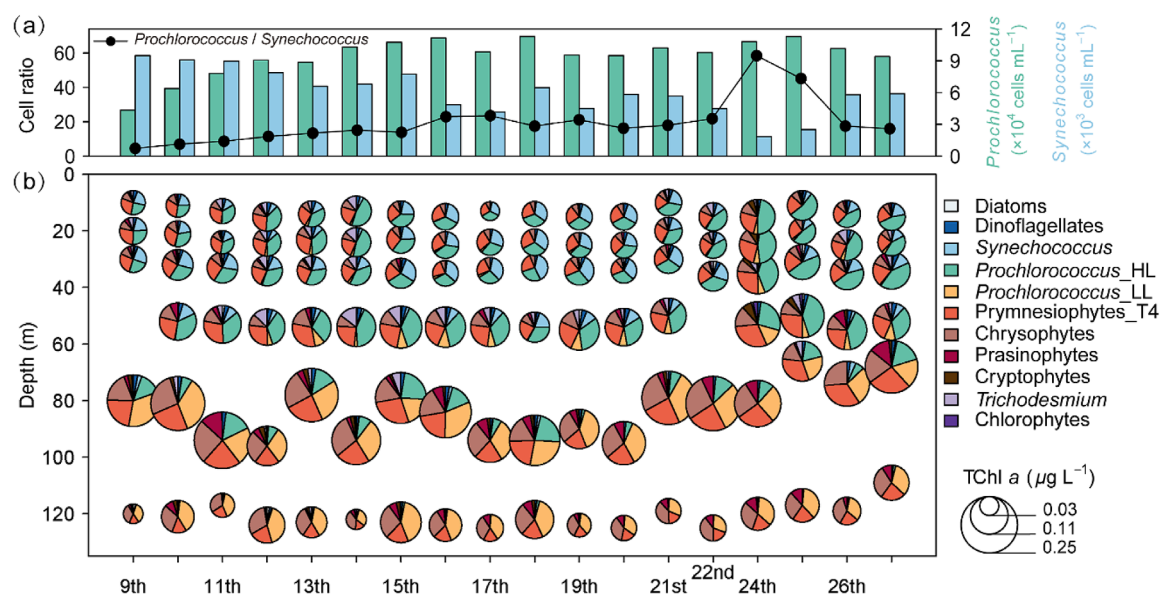 (a)
Prochlorococcus / Synechococcus
Cell ratio
60
40
20
0
12
9
6
3
0
Prochlorococcus
(×10⁴ cells mL⁻¹)
Synechococcus
(×10³ cells mL⁻¹)
(b)
Depth (m)
0
20
40
60
80
100
120
9th
11th
13th
15th
17th
19th
21st
22nd
24th
26th
Diatoms
Dinoflagellates
Synechococcus
Prochlorococcus_HL
Prochlorococcus_LL
Prymnesiophytes_T4
Chrysophytes
Prasinophytes
Cryptophytes
Trichodesmium
Chlorophytes
TChl a (μg L⁻¹)
0.03
0.11
0.25